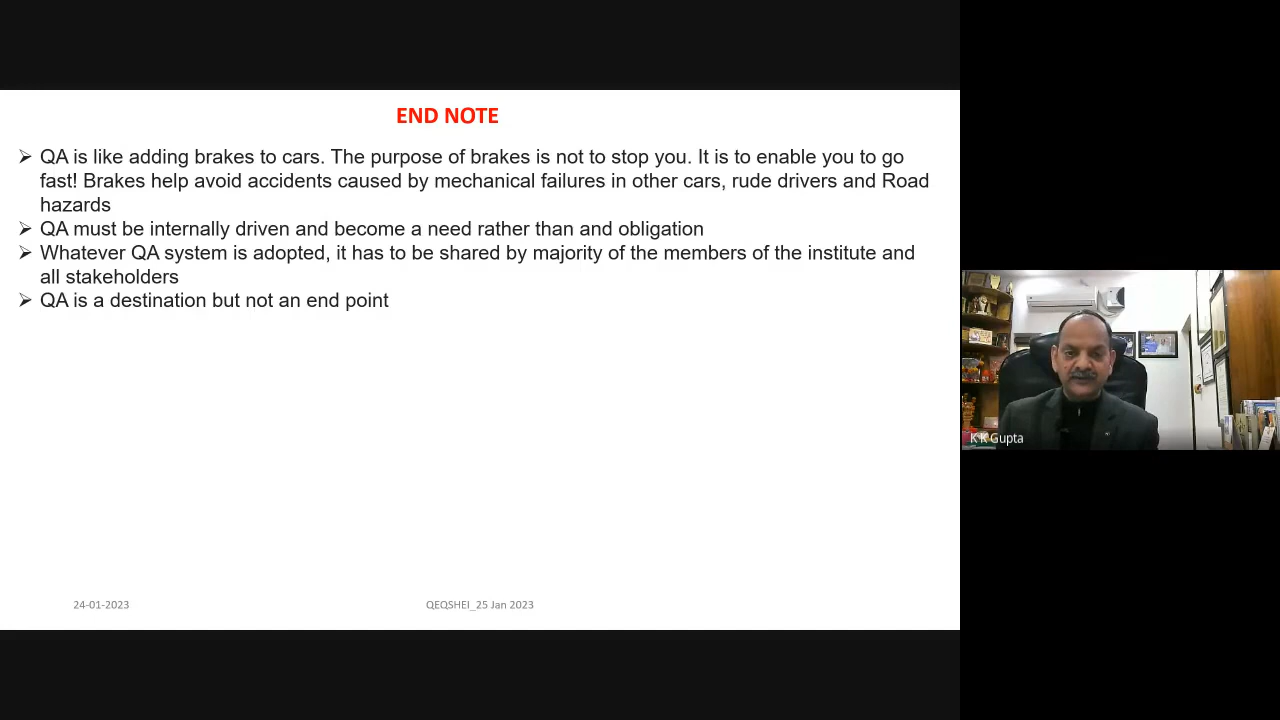 END NOTE
➢ QA is like adding brakes to cars. The purpose of brakes is not to stop you. It is to enable you to go
fast! Brakes help avoid accidents caused by mechanical failures in other cars, rude drivers and Road
hazards
➢ QA must be internally driven and become a need rather than and obligation
➢ Whatever QA system is adopted, it has to be shared by majority of the members of the institute and
all stakeholders
➢ QA is a destination but not an end point
24-01-2023
QEQSHEI_25 Jan 2023
K K Gupta